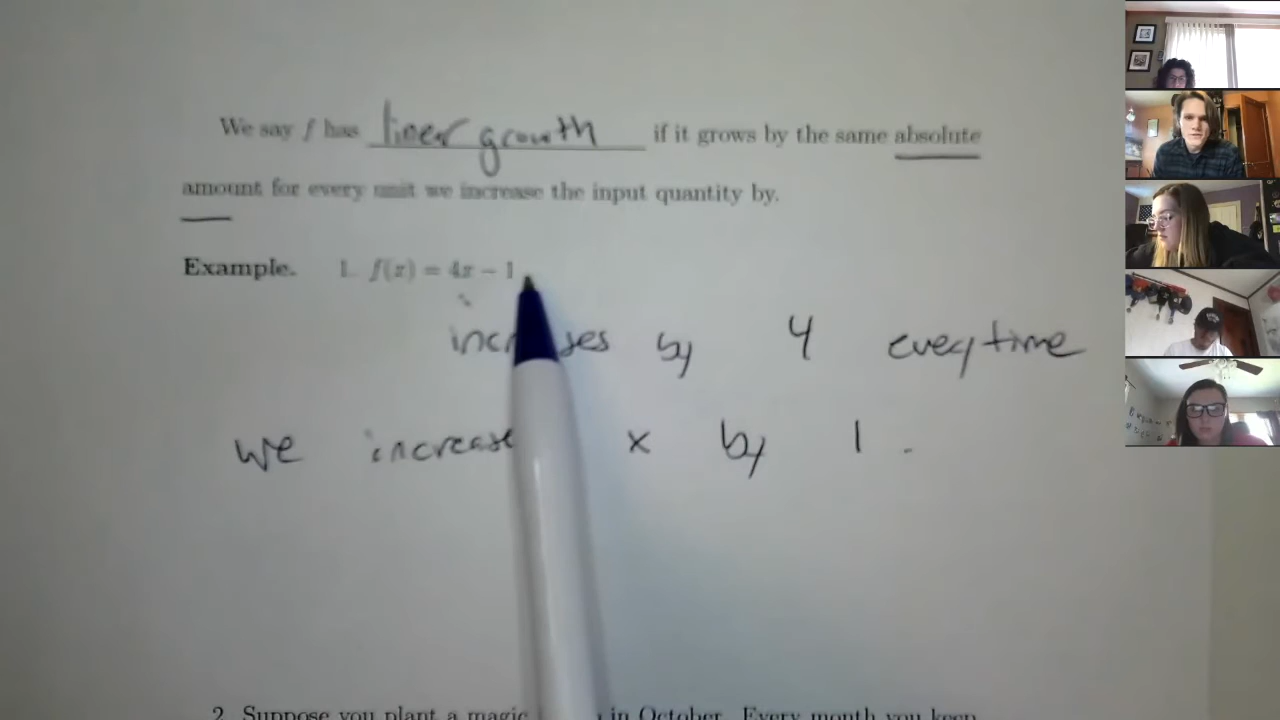 We say f has liner growth if it grows by the same absolute
amount for every unit we increase the input quantity by.
Example. 1. f(x) = 4x − 1
increases by 4 everytime
we increase x by 1.
2. Suppose you plant a magic in October. Every month you keep